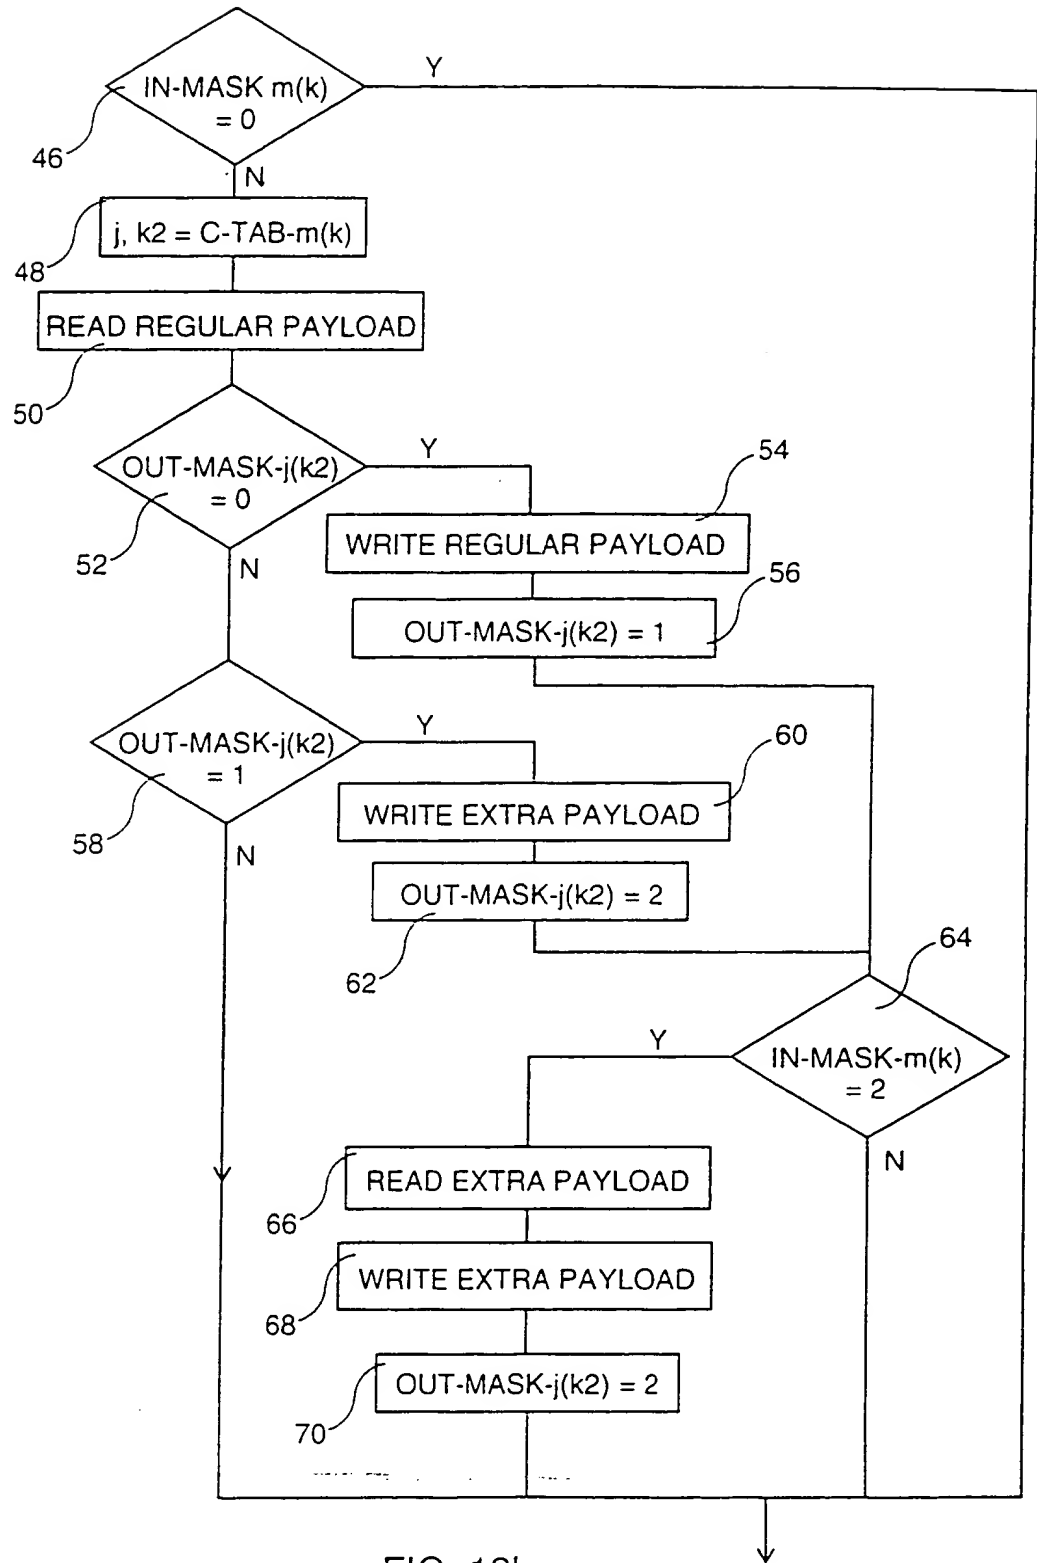 Y
IN-MASK m(k)
= 0
46
N
j, k2 = C-TAB-m(k)
48
READ REGULAR PAYLOAD
50
Y
54
OUT-MASK-j(k2)
= 0
WRITE REGULAR PAYLOAD
52
N
56
OUT-MASK-j(k2) = 1
Y
60
OUT-MASK-j(k2)
= 1
WRITE EXTRA PAYLOAD
58
N
OUT-MASK-j(k2) = 2
64
62
Y
IN-MASK-m(k)
= 2
N
READ EXTRA PAYLOAD
66
WRITE EXTRA PAYLOAD
68
OUT-MASK-j(k2) = 2
70
FIG.